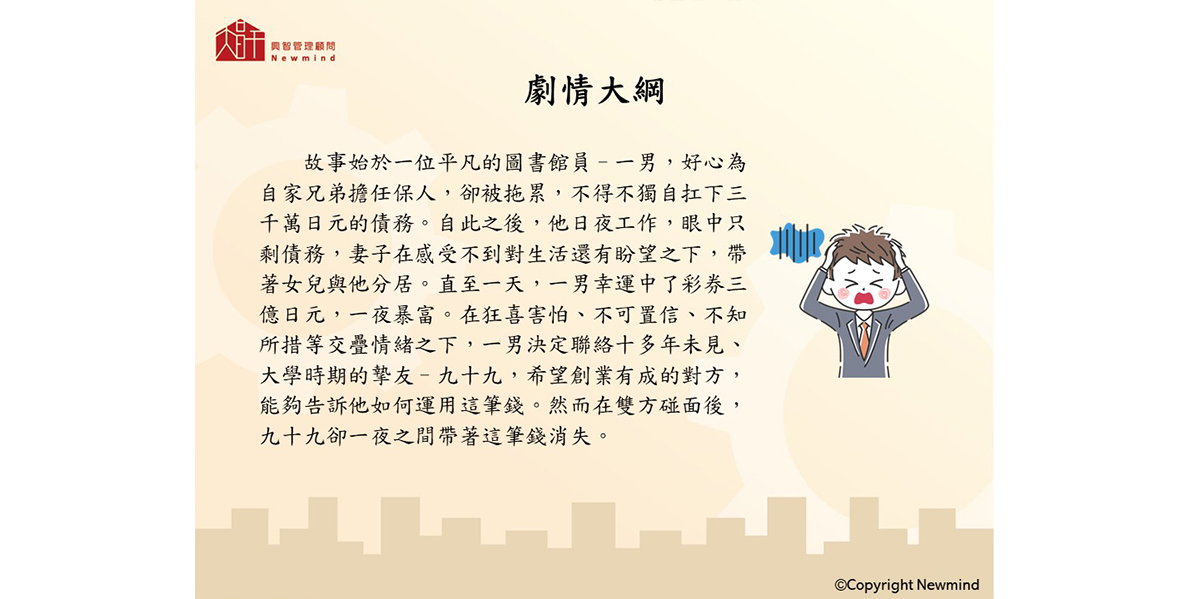 興智管理顧問
Newmind
劇情大綱
故事始於一位平凡的圖書館員–一男，好心為
自家兄弟擔任保人，卻被拖累，不得不獨自扛下三
千萬日元的債務。自此之後，他日夜工作，眼中只
剩債務，妻子在感受不到對生活還有盼望之下，帶
著女兒與他分居。直至一天，一男幸運中了彩券三
億日元，一夜暴富。在狂喜害怕、不可置信、不知
所措等交疊情緒之下，一男決定聯絡十多年未見、
大學時期的摯友–九十九，希望創業有成的對方，
能夠告訴他如何運用這筆錢。然而在雙方碰面後，
九十九卻一夜之間帶著這筆錢消失。
©Copyright Newmind